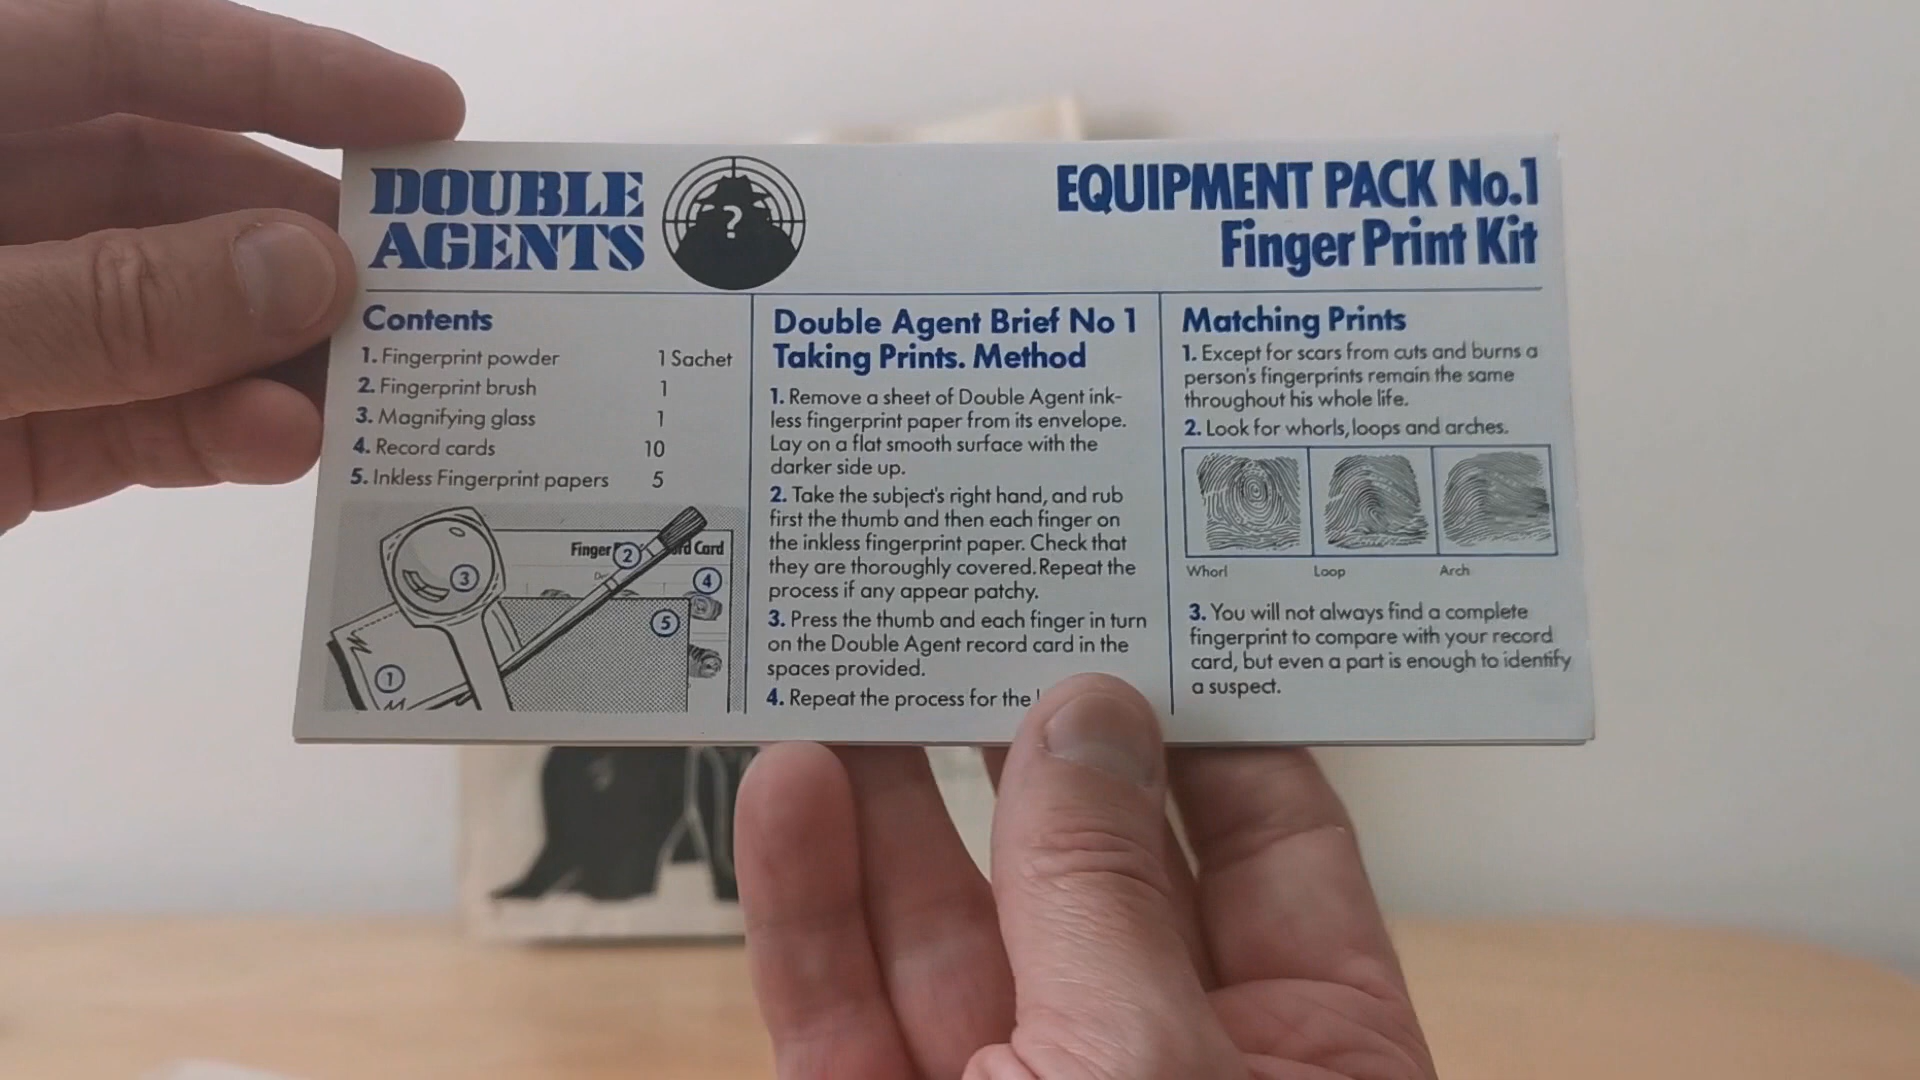 DOUBLE
AGENTS
?
EQUIPMENT PACK No.1
Finger Print Kit
Contents
1. Fingerprint powder 1 Sachet
2. Fingerprint brush 1
3. Magnifying glass 1
4. Record cards 10
5. Inkless Fingerprint papers 5
Finger
Card
2
3
4
5
1
Double Agent Brief No 1
Taking Prints. Method
1. Remove a sheet of Double Agent ink-
less fingerprint paper from its envelope.
Lay on a flat smooth surface with the
darker side up.
2. Take the subject's right hand, and rub
first the thumb and then each finger on
the inkless fingerprint paper. Check that
they are thoroughly covered. Repeat the
process if any appear patchy.
3. Press the thumb and each finger in turn
on the Double Agent record card in the
spaces provided.
4. Repeat the process for the
Matching Prints
1. Except for scars from cuts and burns a
person's fingerprints remain the same
throughout his whole life.
2. Look for whorls, loops and arches.
Whorl Loop Arch
3. You will not always find a complete
fingerprint to compare with your record
card, but even a part is enough to identify
a suspect.